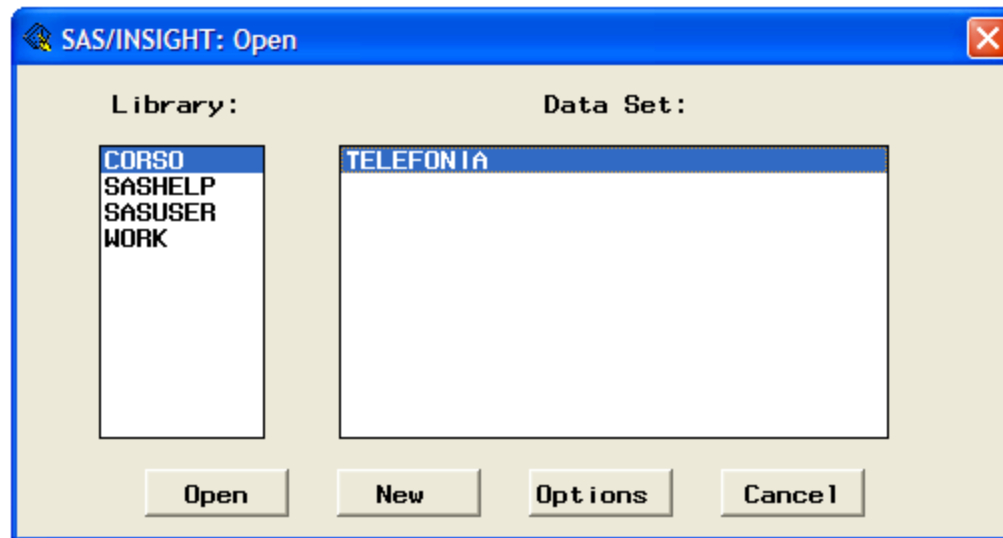 SAS/INSIGHT: Open
Library:
Data Set:
CORSO
SASHELP
SASUSER
WORK
TELEFONIA
Open
New
Options
Cancel